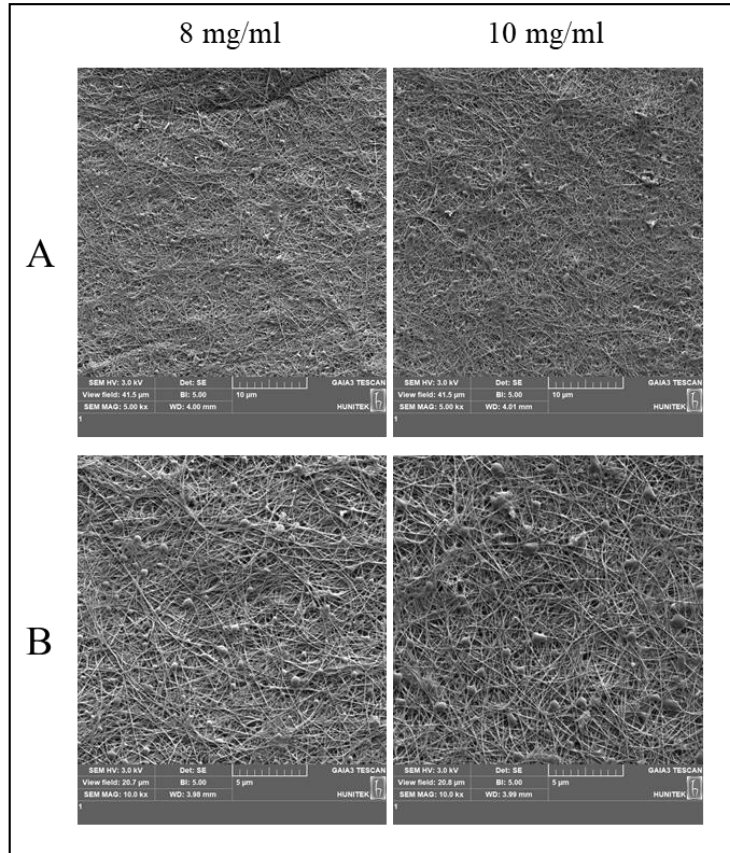 8 mg/ml 10 mg/ml
A
SEM HV: 3.0 kV Det: SE GAIA3 TESCAN
View field: 41.5 µm BI: 5.00 10 µm
SEM MAG: 5.00 kx WD: 4.00 mm HUNITEK
1
SEM HV: 3.0 kV Det: SE GAIA3 TESCAN
View field: 41.5 µm BI: 5.00 10 µm
SEM MAG: 5.00 kx WD: 4.01 mm HUNITEK
1
B
SEM HV: 3.0 kV Det: SE GAIA3 TESCAN
View field: 20.7 µm BI: 5.00 5 µm
SEM MAG: 10.0 kx WD: 3.98 mm HUNITEK
1
SEM HV: 3.0 kV Det: SE GAIA3 TESCAN
View field: 20.8 µm BI: 5.00 5 µm
SEM MAG: 10.0 kx WD: 3.99 mm HUNITEK
1